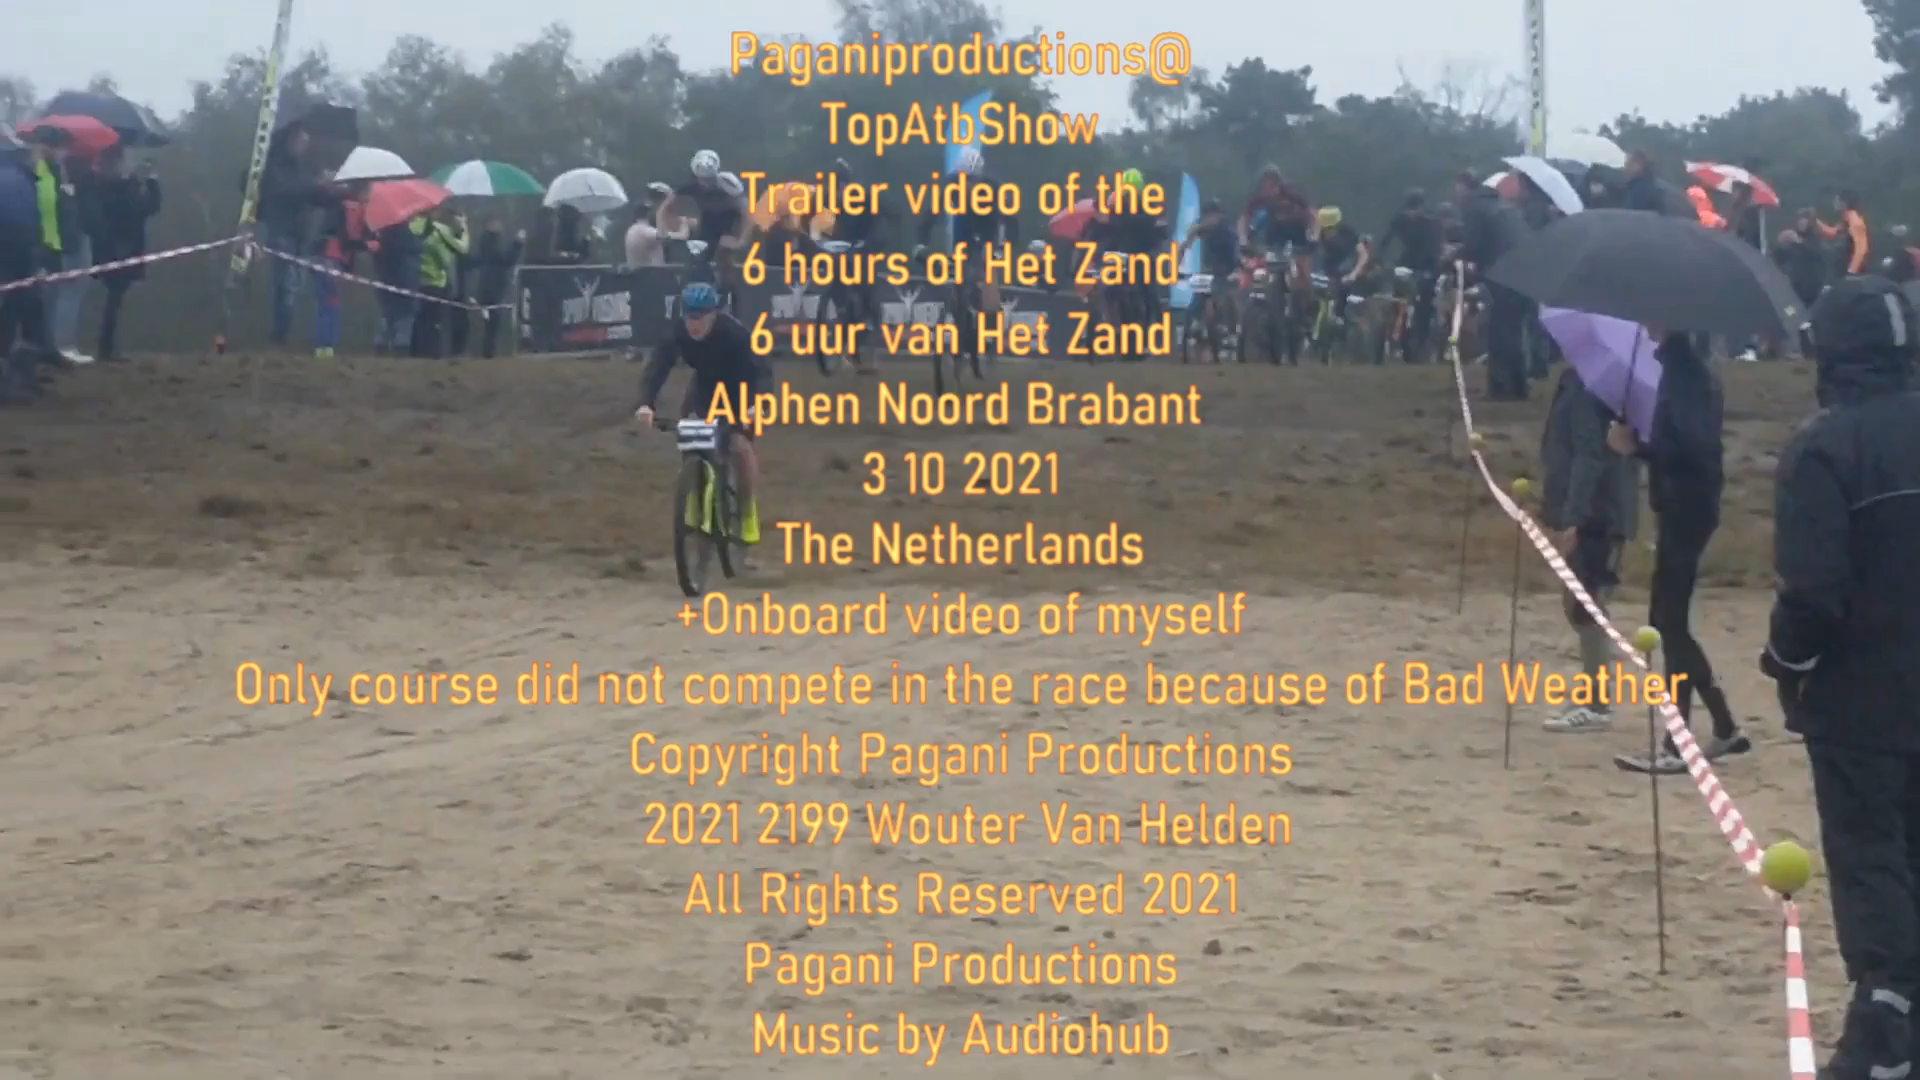 Paganiproductions@
TopAtbShow
Trailer video of the
6 hours of Het Zand
6 uur van Het Zand
Alphen Noord Brabant
3 10 2021
The Netherlands
+Onboard video of myself
Only course did not compete in the race because of Bad Weather
Copyright Pagani Productions
2021 2199 Wouter Van Helden
All Rights Reserved 2021
Pagani Productions
Music by Audiohub